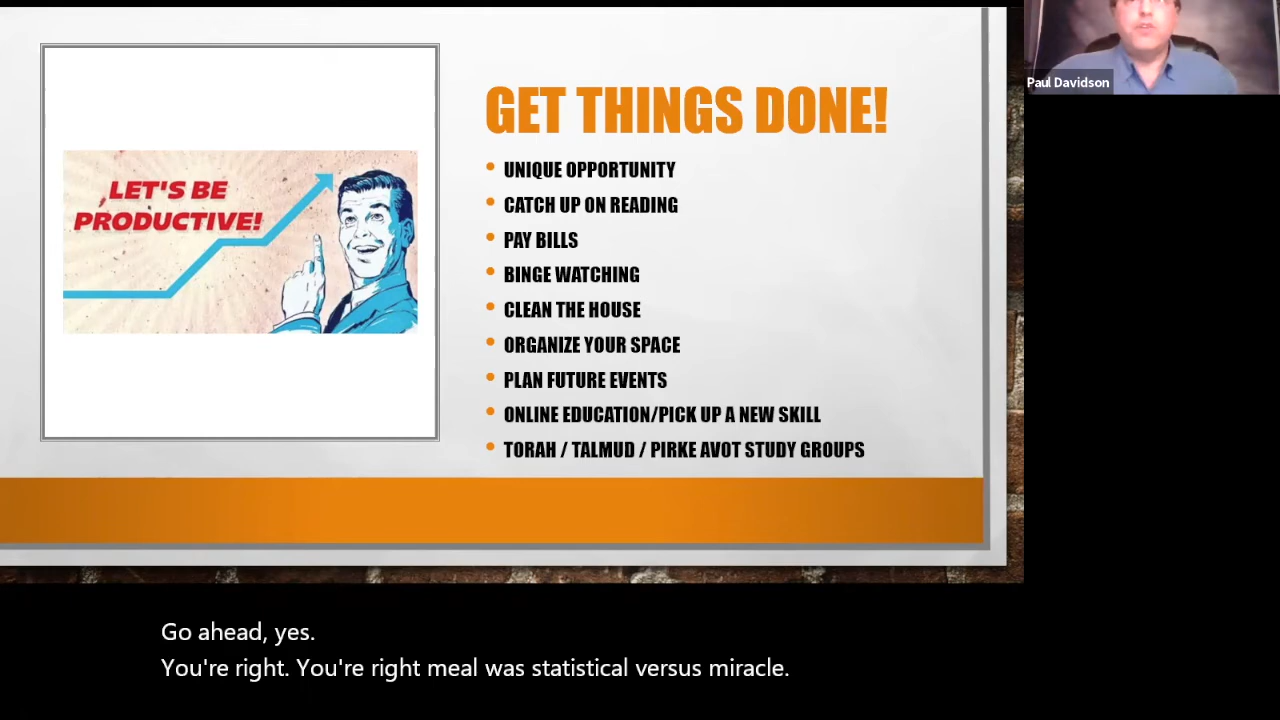 LET'S BE
PRODUCTIVE!
GET THINGS DONE!
• UNIQUE OPPORTUNITY
• CATCH UP ON READING
• PAY BILLS
• BINGE WATCHING
• CLEAN THE HOUSE
• ORGANIZE YOUR SPACE
• PLAN FUTURE EVENTS
• ONLINE EDUCATION/PICK UP A NEW SKILL
• TORAH / TALMUD / PIRKE AVOT STUDY GROUPS
Paul Davidson
Go ahead, yes.
You're right. You're right meal was statistical versus miracle.